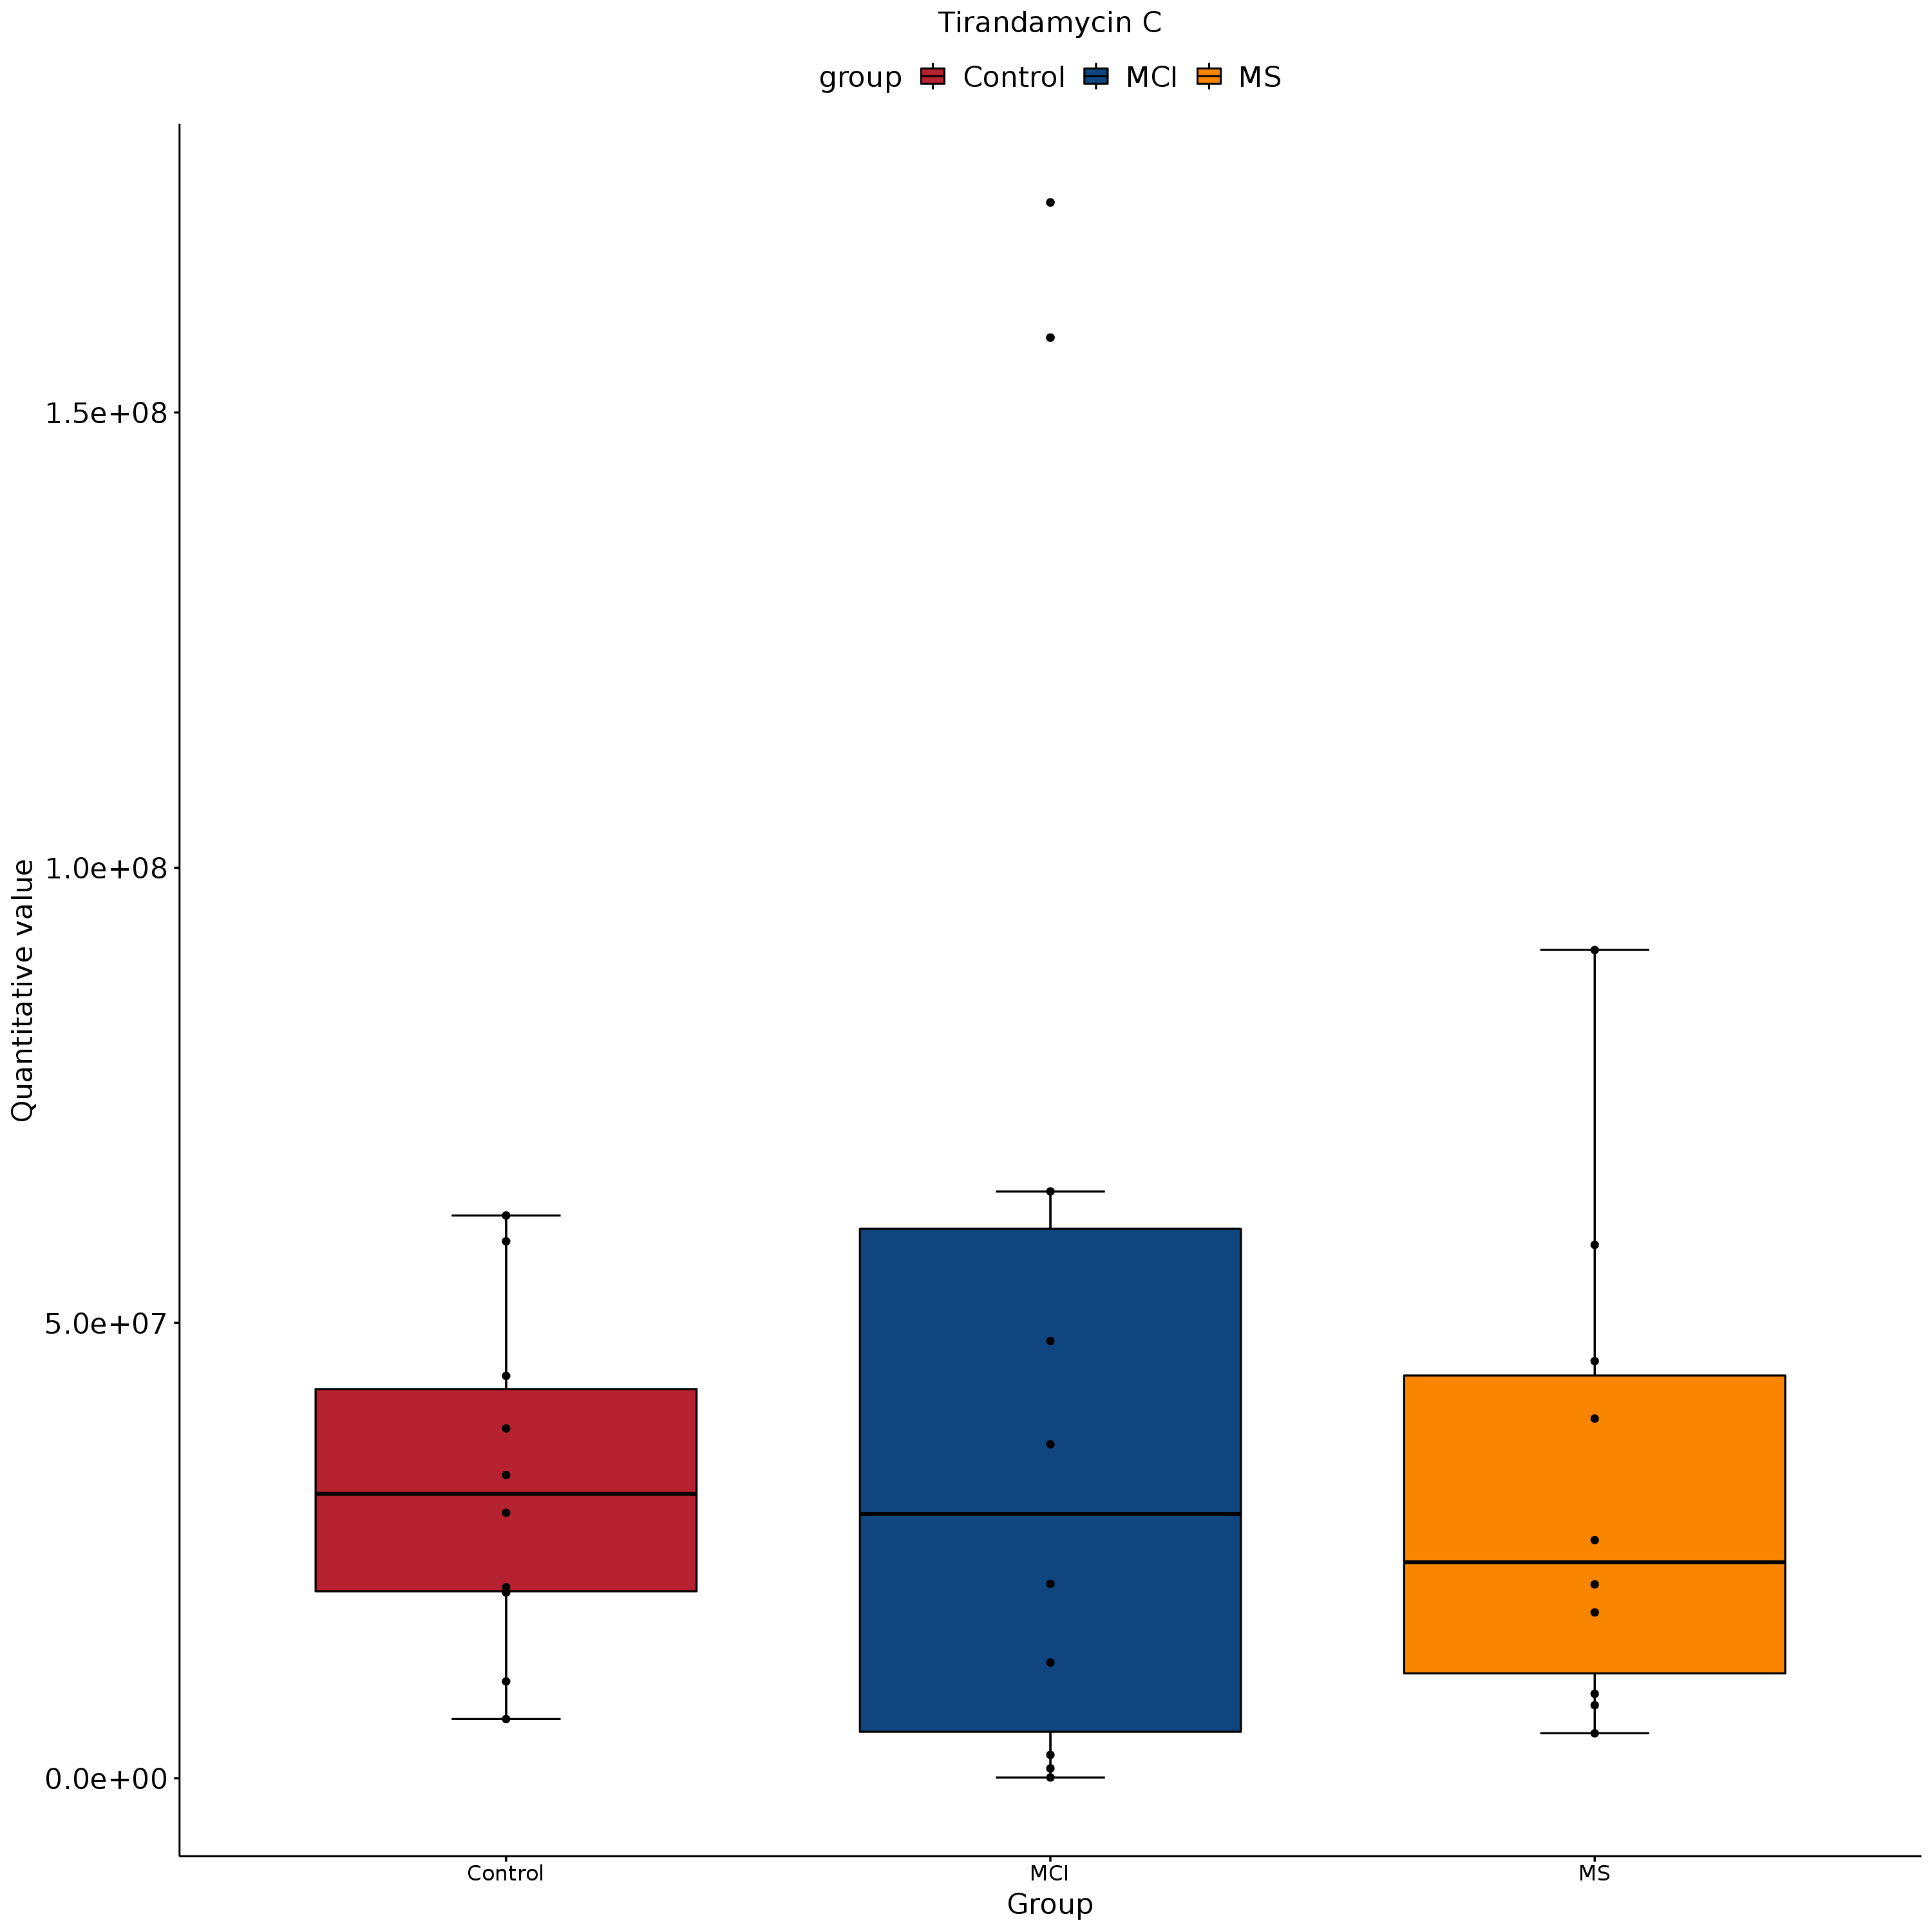 Tirandamycin C
group Control MCI MS
Quantitative value
1.5e+08
1.0e+08
5.0e+07
0.0e+00
Control MCI MS
Group